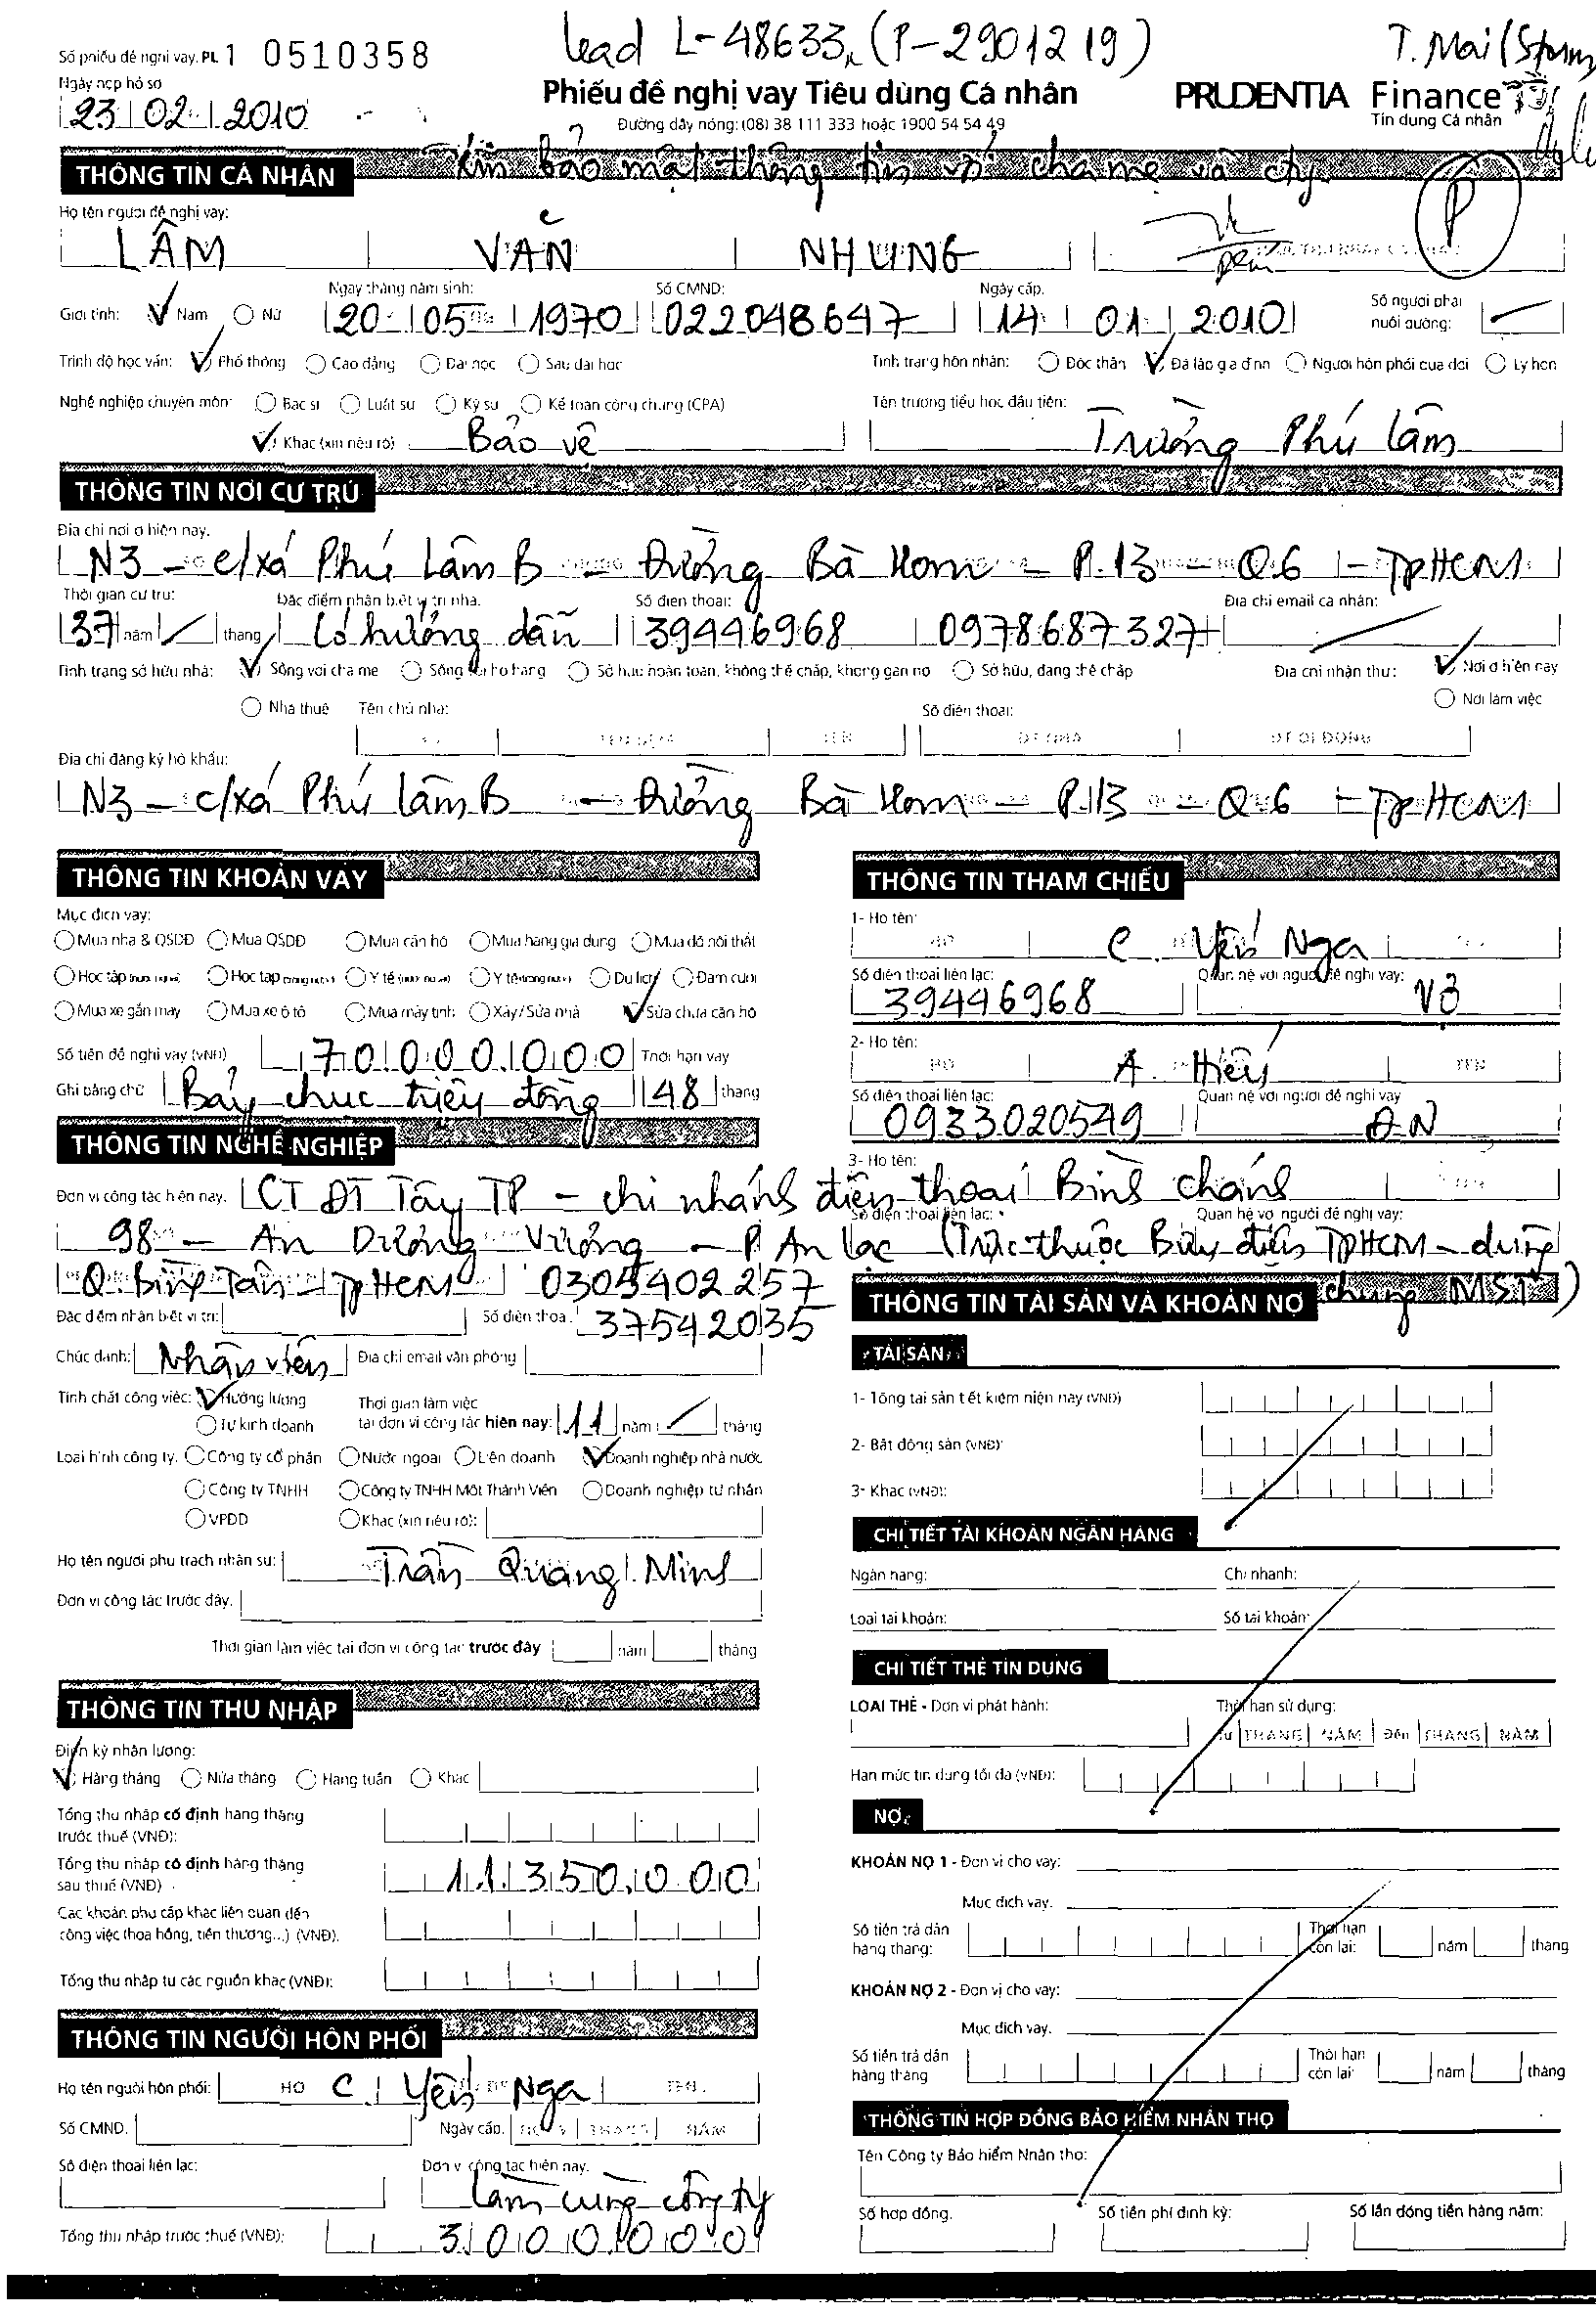 lead L-48633, (P-2901219)
T. Mai (Storm
Số phiếu đề nghị vay. PL 1 0510358
Ngày nộp hồ sơ
23 02 2010
Phiếu đề nghị vay Tiêu dùng Cá nhân
Đường dây nóng: (08) 38 111 333 hoặc 1900 54 54 49
PRUDENTIA Finance
Tín dụng Cá nhân
Xin bảo mật thông tin với cha mẹ và cty
THÔNG TIN CÁ NHÂN
Họ tên người đề nghị vay:
LÂM VĂN NHUNG
P
Giới tính: Nam Nữ
Ngày tháng năm sinh: 20 05 1970
Số CMND: 022048647
Ngày cấp. 14 01 2010
Số người phải nuôi dưỡng:
Trình độ học vấn: Phổ thông Cao đẳng Đại học Sau đại học
Tình trạng hôn nhân: Độc thân Đã lập gia đình Người hôn phối qua đời Ly hôn
Nghề nghiệp chuyên môn: Bác sĩ Luật sư Kỹ sư Kế toán công chứng (CPA)
Tên trường tiểu học đầu tiên:
Khác (xin nêu rõ) Bảo vệ
Trường Phú Lâm
THÔNG TIN NƠI CƯ TRÚ
Địa chỉ nơi ở hiện nay.
N3 - c/xá Phú Lâm B - Đường Bà Hom - P.13 - Q6 - TPHCM
Thời gian cư trú: Đặc điểm nhận biết vị trí nhà. Số điện thoại: Địa chỉ email cá nhân:
37 năm tháng Có hướng dẫn 39446968 0978687327
Tình trạng sở hữu nhà: Sống với cha mẹ Sống với họ hàng Sở hữu hoàn toàn, không thế chấp, không gán nợ Sở hữu, đang thế chấp
Địa chỉ nhận thư: Nơi ở hiện nay
Nhà thuê Tên chủ nhà: Số điện thoại: Nơi làm việc
TÊN ĐỆM TÊN ĐT NHÀ ĐT DI ĐỘNG
Địa chỉ đăng ký hộ khẩu:
N3 - c/xá Phú Lâm B - Đường Bà Hom - P.13 - Q6 - TPHCM
THÔNG TIN KHOẢN VAY
Mục đích vay:
Mua nhà & QSDĐ Mua QSDĐ Mua căn hộ Mua hàng gia dụng Mua đồ nội thất
Học tập (nước ngoài) Học tập (trong nước) Y tế (nước ngoài) Y tế (trong nước) Du lịch Đám cưới
Mua xe gắn máy Mua xe ô tô Mua máy tính Xây/Sửa nhà Sửa chữa căn hộ
Số tiền đề nghị vay (VNĐ) 70000000 Thời hạn vay
Ghi bằng chữ Bảy chục triệu đồng 48 tháng
THÔNG TIN THAM CHIẾU
1- Họ tên:
C. Yến Nga
Số điện thoại liên lạc: Quan hệ với người đề nghị vay:
39446968 Vợ
2- Họ tên:
A. Hiếu
Số điện thoại liên lạc: Quan hệ với người đề nghị vay
0933020549 ĐN
3- Họ tên:
Số điện thoại liên lạc: Quan hệ với người đề nghị vay:
THÔNG TIN NGHỀ NGHIỆP
Đơn vị công tác hiện nay. CT ĐT Tây TP - chi nhánh điện thoại Bình chánh
98 - An Dương Vương - P An lạc (Trực thuộc Bưu điện TPHCM - dùng
Q. Bình Tân - TPHCM 0305402257
chung MST)
Đặc điểm nhận biết vị trí: Số điện thoại. 37542035
Chức danh: Nhân viên Địa chỉ email văn phòng
Tính chất công việc: Hưởng lương Tự kinh doanh
Thời gian làm việc tại đơn vị công tác hiện nay: 11 năm tháng
Loại hình công ty. Công ty cổ phần Nước ngoài Liên doanh Doanh nghiệp nhà nước
Công ty TNHH Công ty TNHH Một Thành Viên Doanh nghiệp tư nhân
VPĐD Khác (xin nêu rõ):
Họ tên người phụ trách nhân sự: Trần Quang Minh
Đơn vị công tác trước đây.
Thời gian làm việc tại đơn vị công tác trước đây năm tháng
THÔNG TIN THU NHẬP
Định kỳ nhận lương:
Hàng tháng Nửa tháng Hàng tuần Khác
Tổng thu nhập cố định hàng tháng
trước thuế (VNĐ):
Tổng thu nhập cố định hàng tháng
sau thuế (VNĐ) 11.350.000
Các khoản phụ cấp khác liên quan đến
công việc (hoa hồng, tiền thưởng...) (VNĐ).
Tổng thu nhập từ các nguồn khác (VNĐ):
THÔNG TIN NGƯỜI HÔN PHỐI
Họ tên người hôn phối: HỌ C. Yến Nga TÊN
Số CMND. Ngày cấp. NGÀY THÁNG NĂM
Số điện thoại liên lạc: Đơn vị công tác hiện nay.
làm cùng công ty
Tổng thu nhập trước thuế (VNĐ): 3000000
THÔNG TIN TÀI SẢN VÀ KHOẢN NỢ
TÀI SẢN
1- Tổng tài sản tiết kiệm hiện nay (VNĐ)
2- Bất động sản (VNĐ):
3- Khác (VNĐ):
CHI TIẾT TÀI KHOẢN NGÂN HÀNG
Ngân hàng: Chi nhánh:
Loại tài khoản: Số tài khoản:
CHI TIẾT THẺ TÍN DỤNG
LOẠI THẺ - Đơn vị phát hành: Thời hạn sử dụng:
Từ THÁNG NĂM Đến THÁNG NĂM
Hạn mức tín dụng tối đa (VNĐ):
NỢ
KHOẢN NỢ 1 - Đơn vị cho vay:
Mục đích vay.
Số tiền trả dần hàng tháng: Thời hạn còn lại: năm tháng
KHOẢN NỢ 2 - Đơn vị cho vay:
Mục đích vay.
Số tiền trả dần hàng tháng Thời hạn còn lại: năm tháng
THÔNG TIN HỢP ĐỒNG BẢO HIỂM NHÂN THỌ
Tên Công ty Bảo hiểm Nhân thọ:
Số hợp đồng. Số tiền phí định kỳ: Số lần đóng tiền hàng năm: